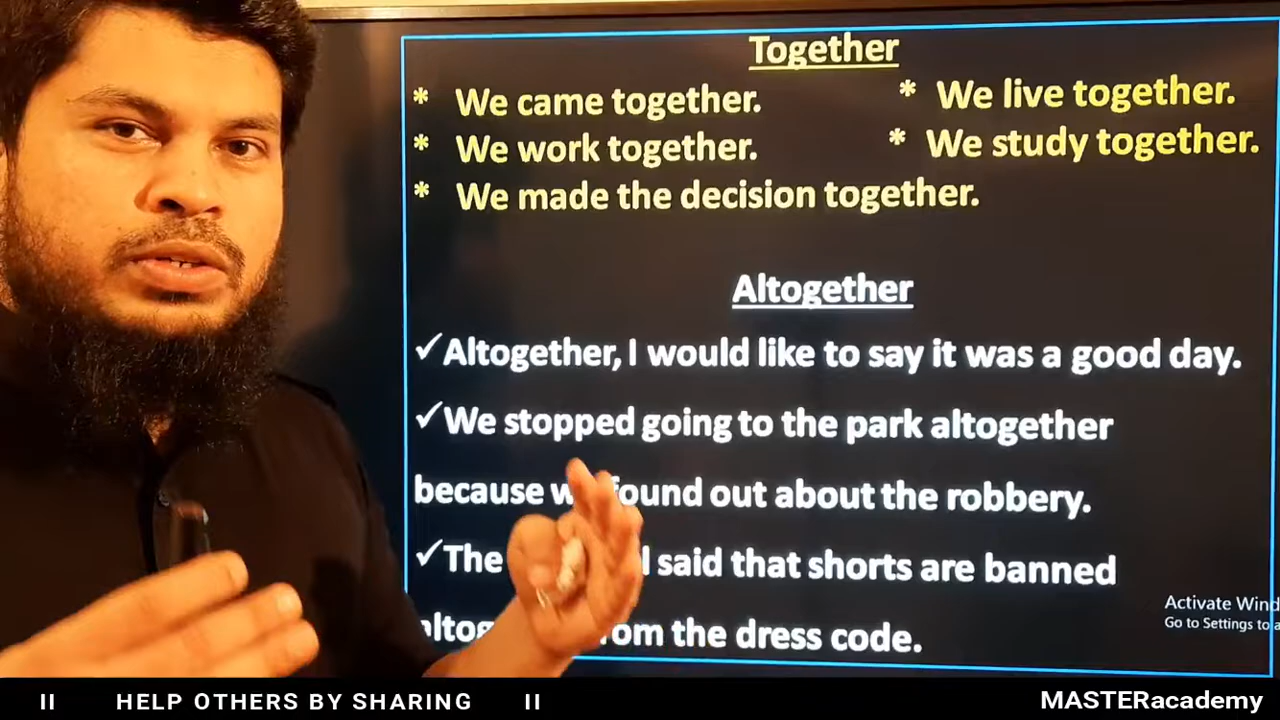 Together
* We came together. * We live together.
* We work together. * We study together.
* We made the decision together.
Altogether
✓Altogether, I would like to say it was a good day.
✓We stopped going to the park altogether
because found out about the robbery.
✓The said that shorts are banned
from the dress code.
Activate Wind
Go to Settings to a
II HELP OTHERS BY SHARING II
MASTERacademy